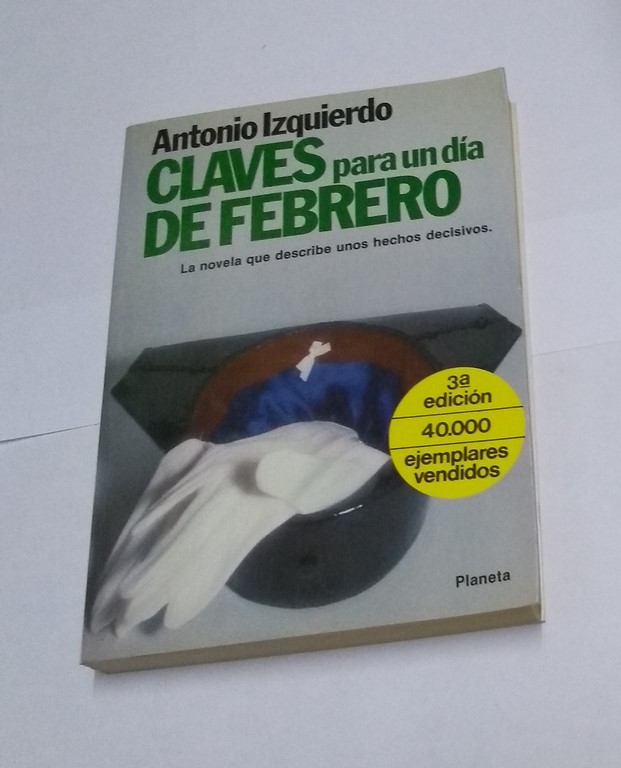 Antonio Izquierdo
CLAVES para un día
DE FEBRERO
La novela que describe unos hechos decisivos.
3ª
edición
40.000
ejemplares
vendidos
Planeta